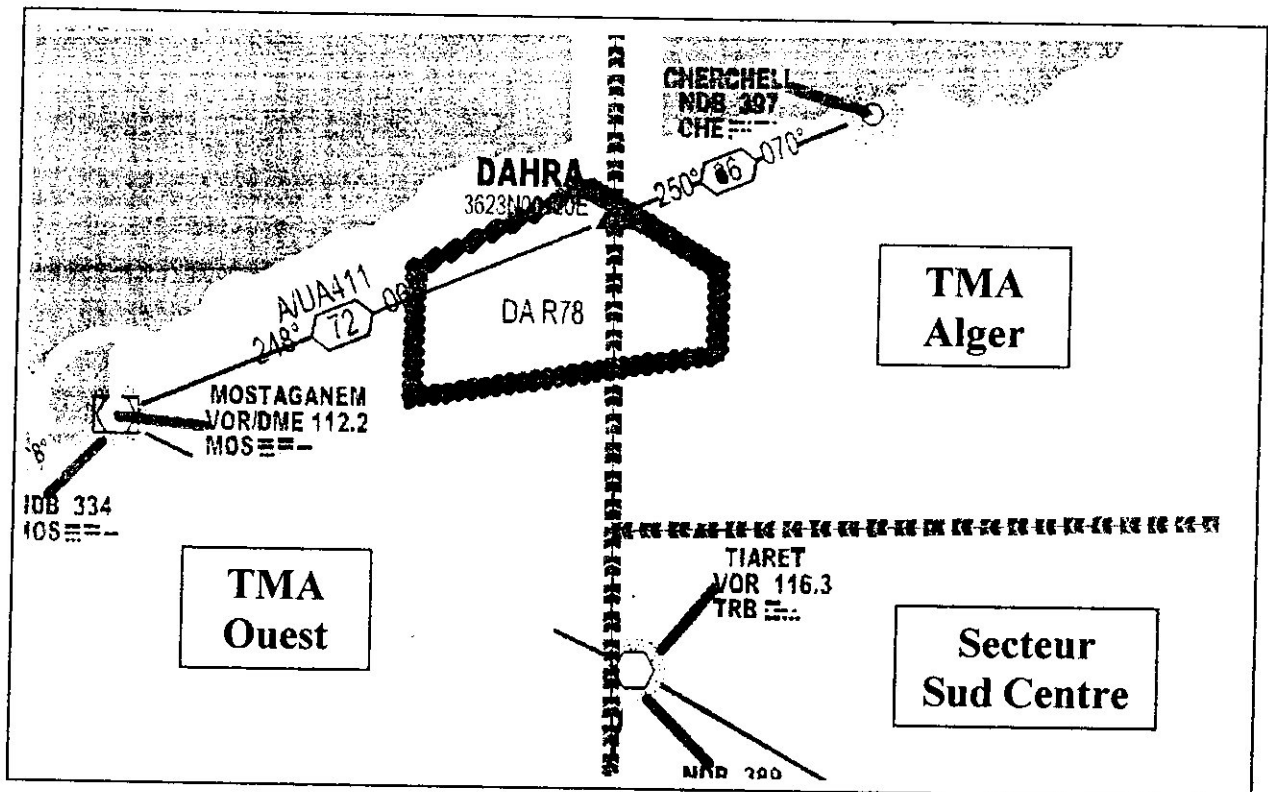 CHERCHELL
NDB 397
CHE
DAHRA
250°
070°
A/UA411
248°
72
DA R78
TMA
Alger
MOSTAGANEM
VOR/DME 112.2
MOS
NDB 334
MOS
TIARET
VOR 116.3
TRB
TMA
Ouest
Secteur
Sud Centre